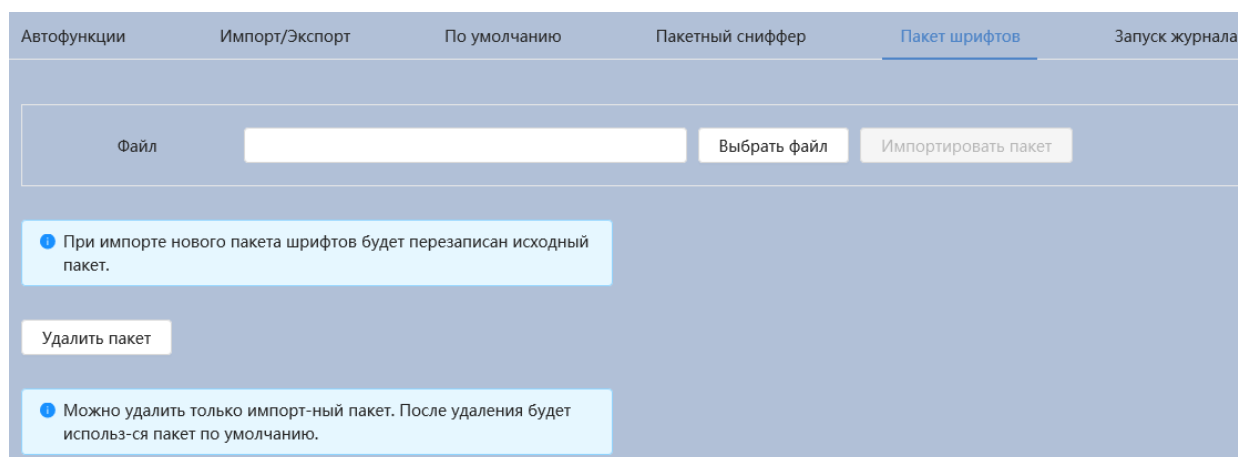 Автофункции Импорт/Экспорт По умолчанию Пакетный сниффер Пакет шрифтов Запуск журнала
Файл Выбрать файл Импортировать пакет
При импорте нового пакета шрифтов будет перезаписан исходный
пакет.
Удалить пакет
Можно удалить только импорт-ный пакет. После удаления будет
использ-ся пакет по умолчанию.